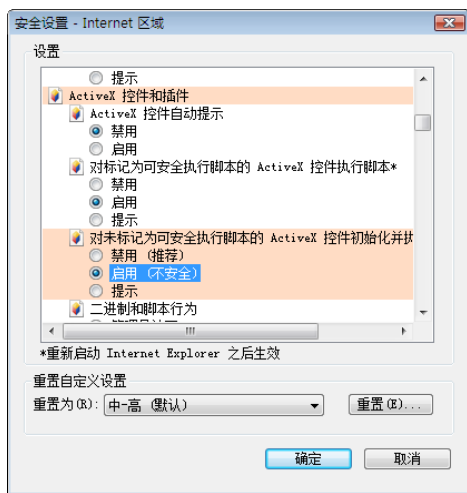 安全设置 - Internet 区域
设置
提示
ActiveX 控件和插件
ActiveX 控件自动提示
禁用
启用
对标记为可安全执行脚本的 ActiveX 控件执行脚本*
禁用
启用
提示
对未标记为可安全执行脚本的 ActiveX 控件初始化并执
禁用 (推荐)
启用 (不安全)
提示
二进制和脚本行为
*重新启动 Internet Explorer 之后生效
重置自定义设置
重置为(R): 中-高 (默认) 重置(E)...
确定 取消